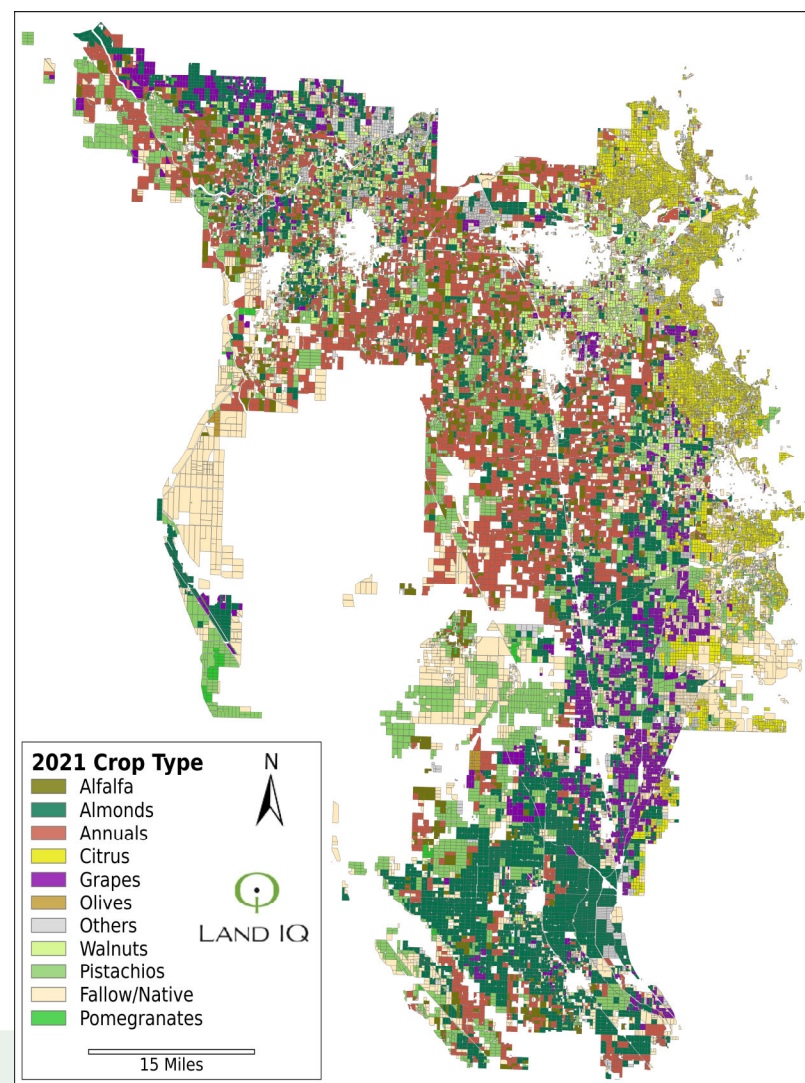 2021 Crop Type
N
Alfalfa
Almonds
Annuals
Citrus
Grapes
Olives
Others
Walnuts
Pistachios
Fallow/Native
Pomegranates
LAND IQ
15 Miles